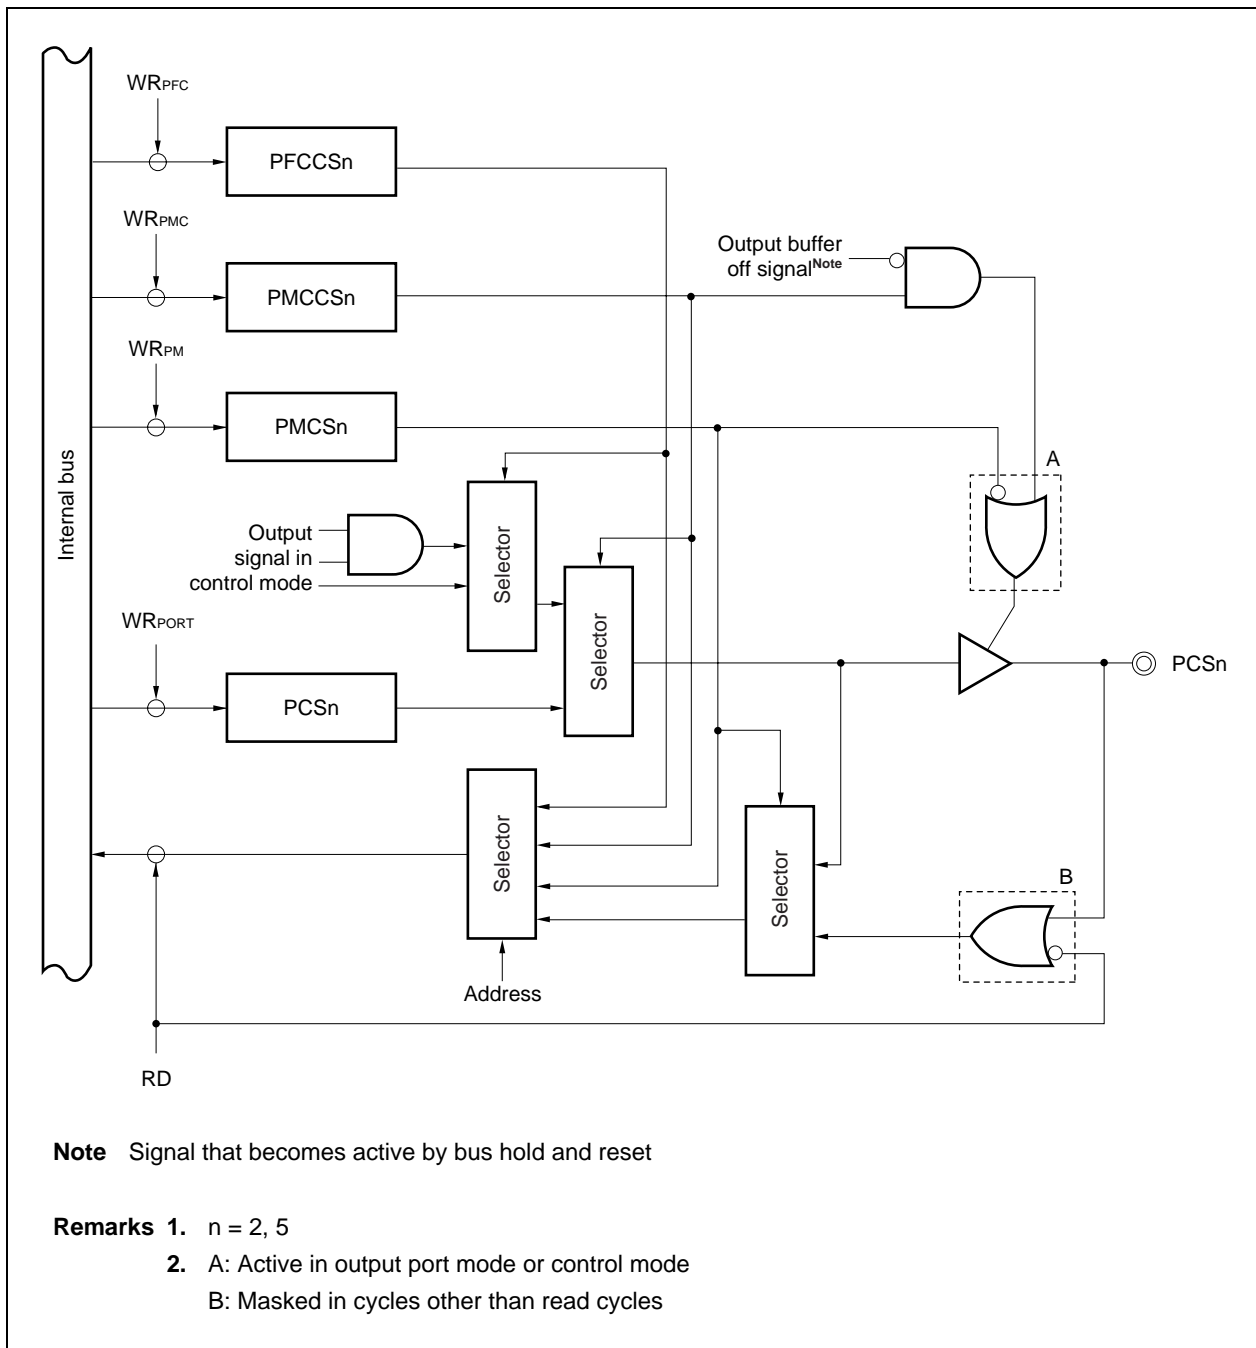 WRPFC
PFCCSn
WRPMC
PMCCSn
Output buffer
off signalNote
WRPM
PMCSn
A
Internal bus
Output
signal in
control mode
Selector
Selector
WRPORT
PCSn
PCSn
Selector
Selector
B
Address
RD
Note Signal that becomes active by bus hold and reset
Remarks 1. n = 2, 5
2. A: Active in output port mode or control mode
B: Masked in cycles other than read cycles